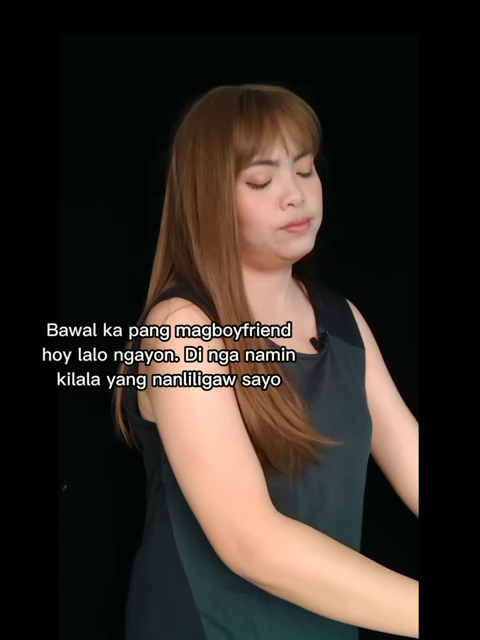 Bawal ka pang magboyfriend
hoy lalo ngayon. Di nga namin
kilala yang nanliligaw sayo